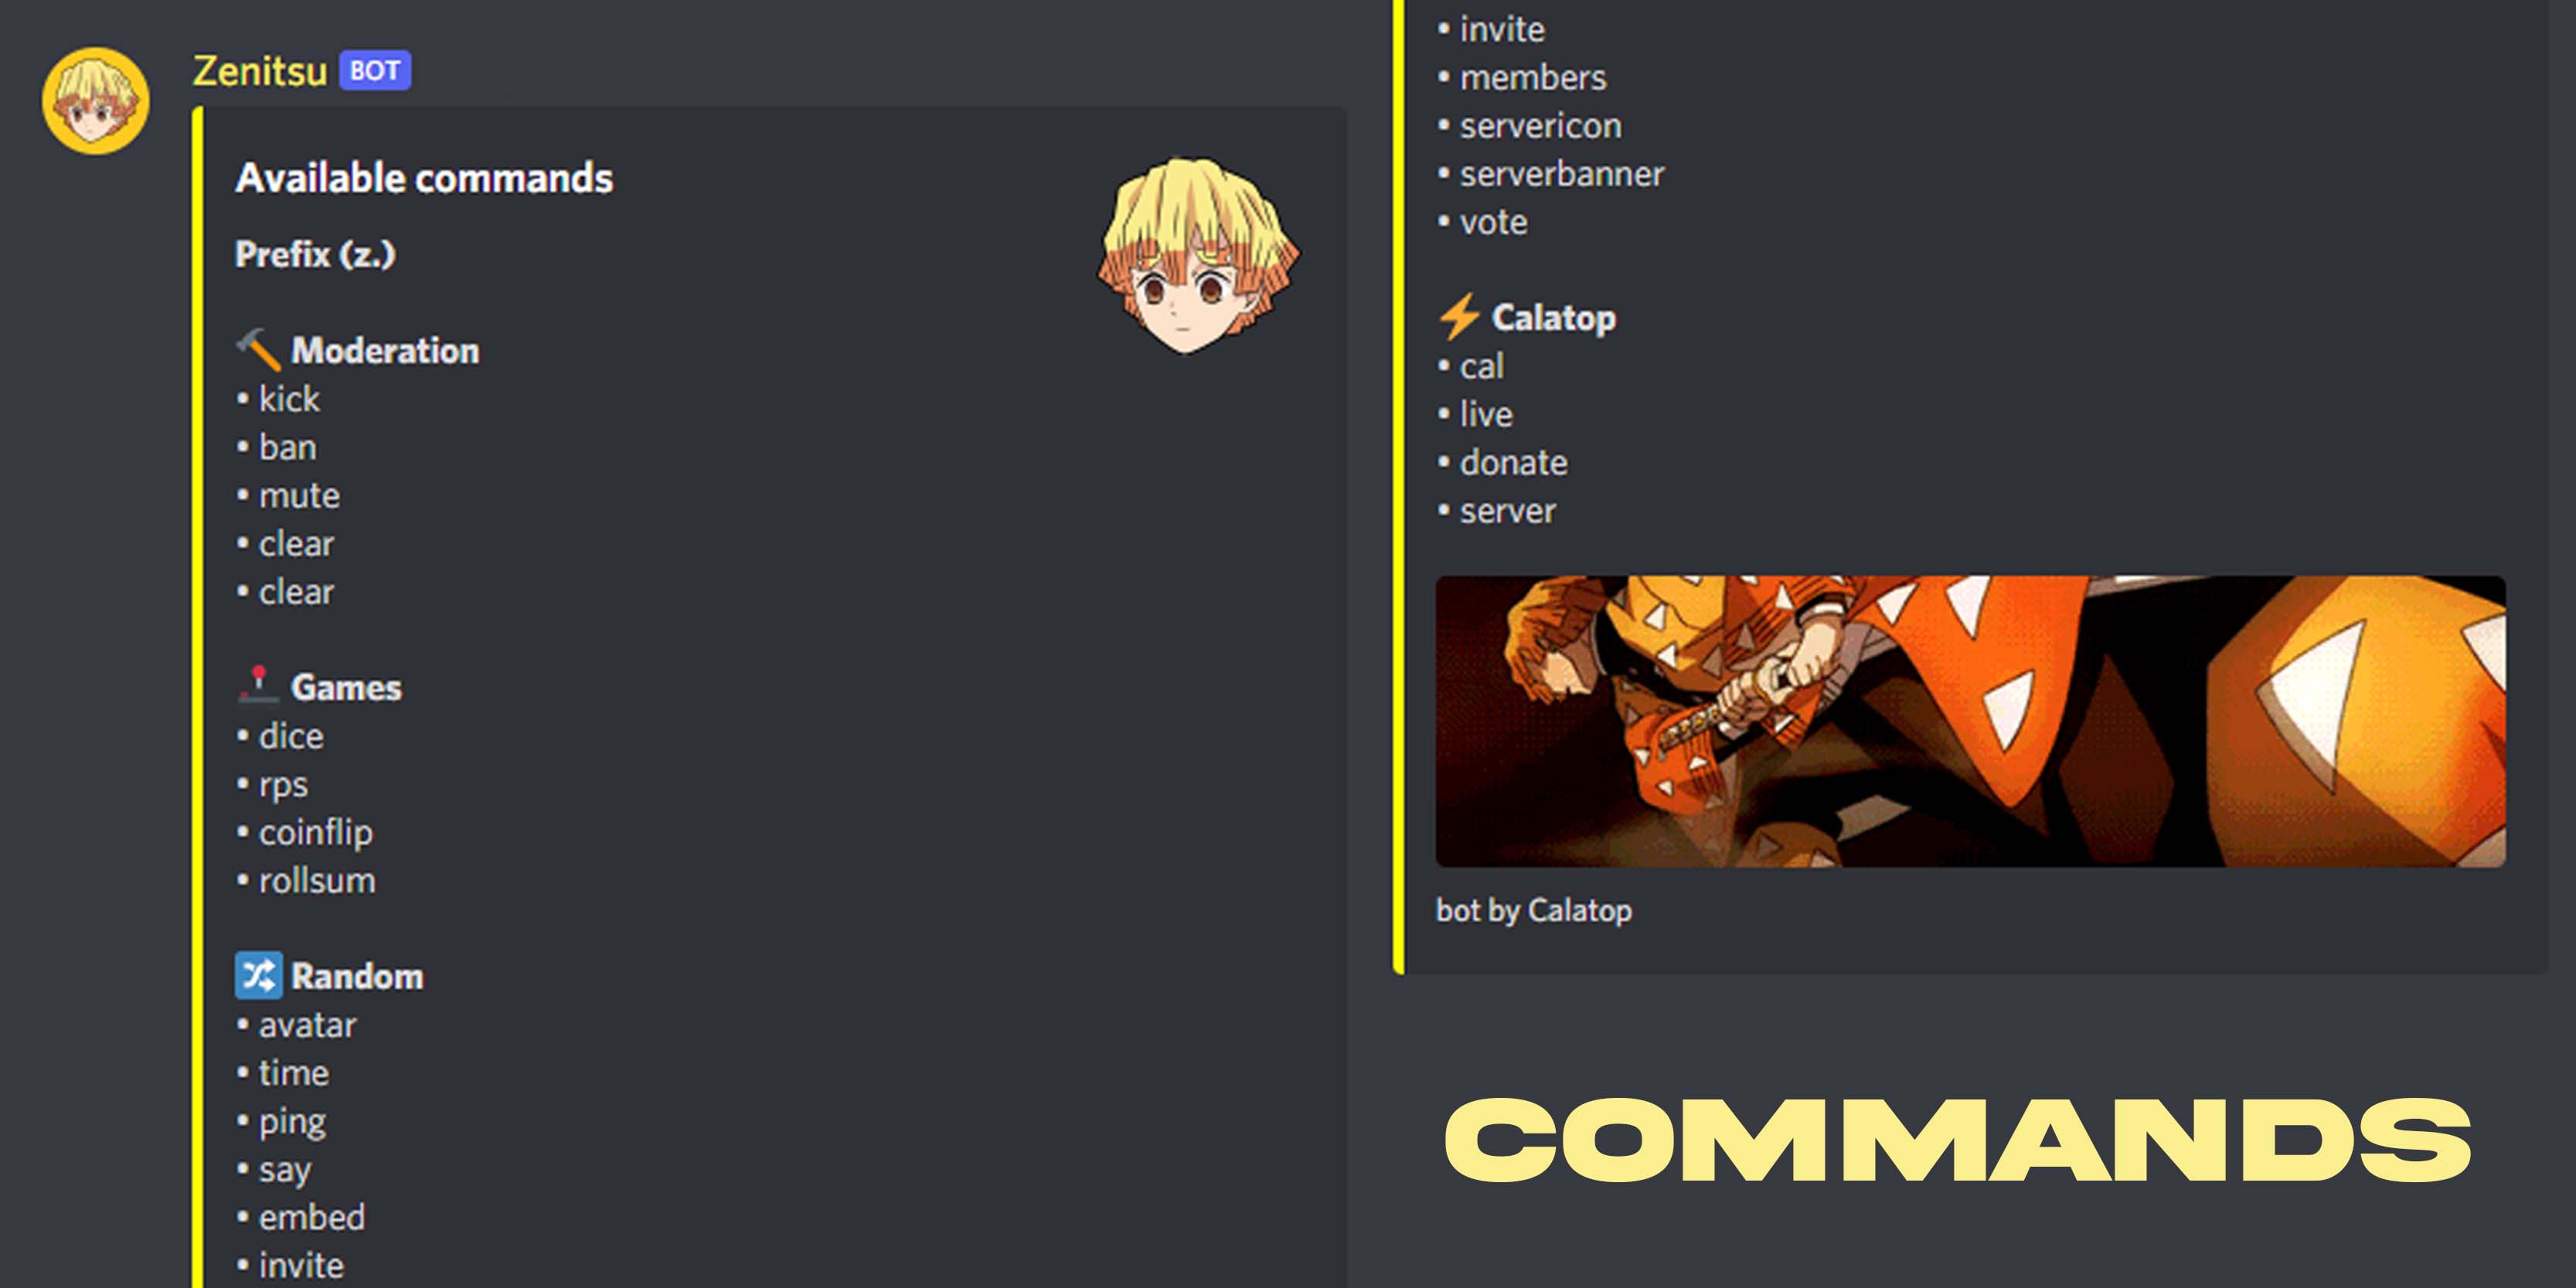 Zenitsu BOT
Available commands
Prefix (z.)
Moderation
• kick
• ban
• mute
• clear
• clear
Games
• dice
• rps
• coinflip
• rollsum
Random
• avatar
• time
• ping
• say
• embed
• invite
• invite
• members
• servericon
• serverbanner
• vote
Calatop
• cal
• live
• donate
• server
bot by Calatop
COMMANDS